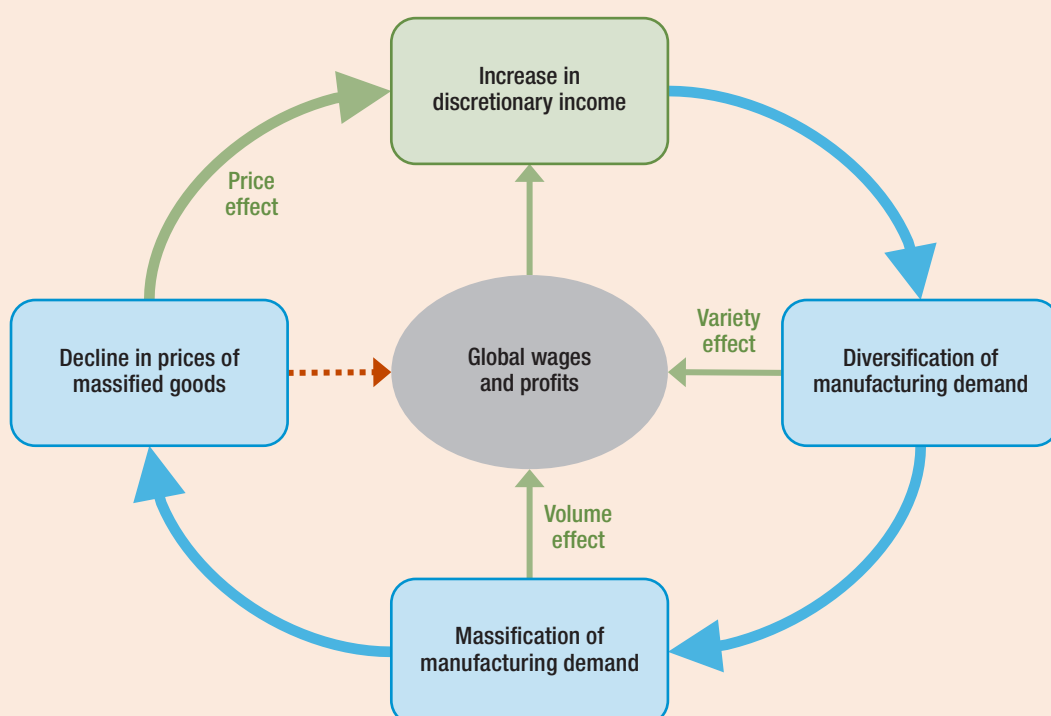 Increase in
discretionary income
Price
effect
Variety
effect
Decline in prices of
massified goods
Global wages
and profits
Diversification of
manufacturing demand
Volume
effect
Massification of
manufacturing demand